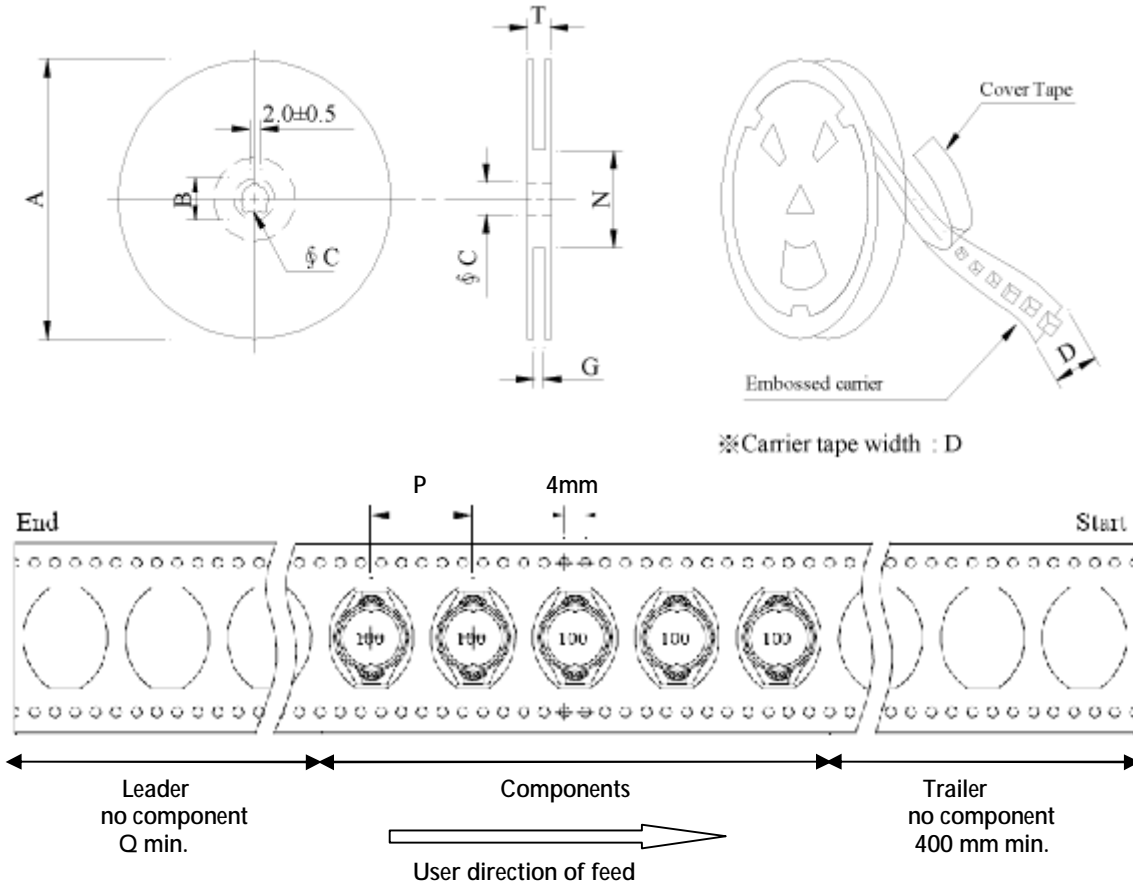 T
Cover Tape
2.0±0.5
A
B
N
∮C
∮C
G
D
Embossed carrier
※Carrier tape width : D
P
4mm
End
Start
100
100
100
100
100
Leader
no component
Q min.
Components
Trailer
no component
400 mm min.
User direction of feed